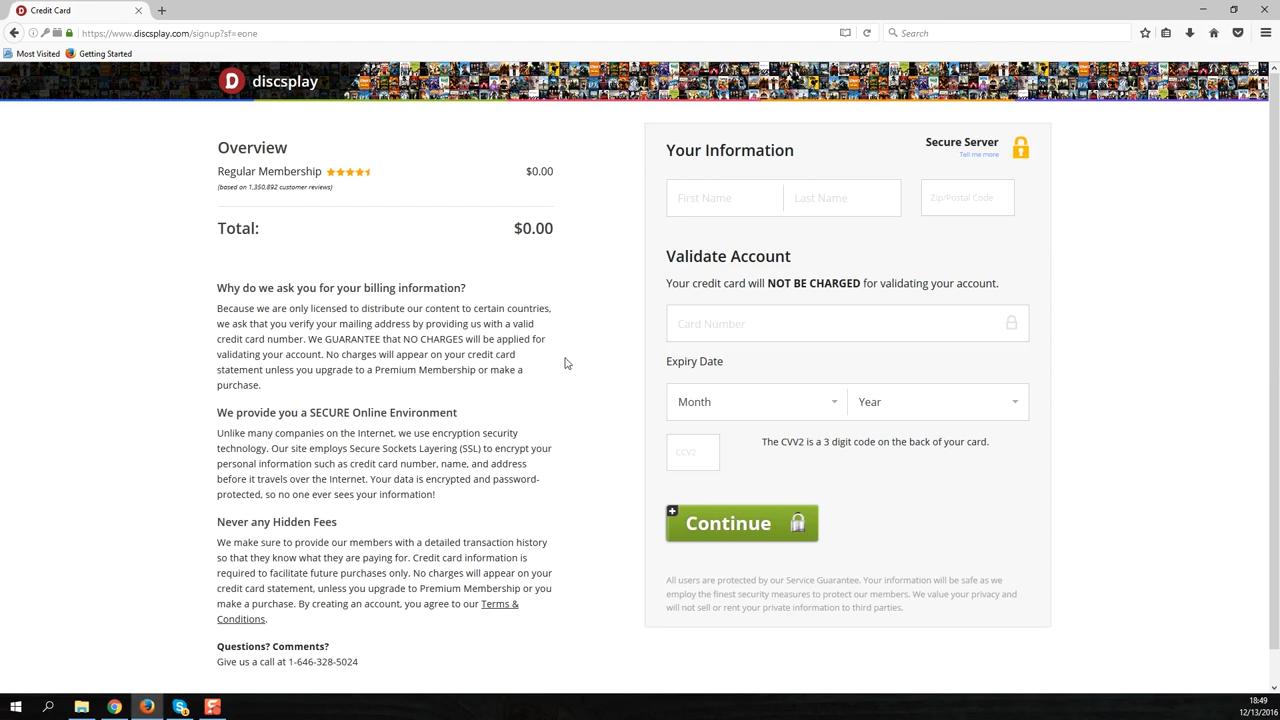 Credit Card
https://www.discsplay.com/signup?sf=eone
Search
Most Visited
Getting Started
D discsplay
Overview
Regular Membership $0.00
(based on 1,350,892 customer reviews)
Total: $0.00
Why do we ask you for your billing information?
Because we are only licensed to distribute our content to certain countries,
we ask that you verify your mailing address by providing us with a valid
credit card number. We GUARANTEE that NO CHARGES will be applied for
validating your account. No charges will appear on your credit card
statement unless you upgrade to a Premium Membership or make a
purchase.
We provide you a SECURE Online Environment
Unlike many companies on the Internet, we use encryption security
technology. Our site employs Secure Sockets Layering (SSL) to encrypt your
personal information such as credit card number, name, and address
before it travels over the Internet. Your data is encrypted and password-
protected, so no one ever sees your information!
Never any Hidden Fees
We make sure to provide our members with a detailed transaction history
so that they know what they are paying for. Credit card information is
required to facilitate future purchases only. No charges will appear on your
credit card statement, unless you upgrade to Premium Membership or you
make a purchase. By creating an account, you agree to our Terms &
Conditions.
Questions? Comments?
Give us a call at 1-646-328-5024
Your Information
Secure Server
Tell me more
First Name
Last Name
Zip/Postal Code
Validate Account
Your credit card will NOT BE CHARGED for validating your account.
Card Number
Expiry Date
Month
Year
CCV2
The CVV2 is a 3 digit code on the back of your card.
Continue
All users are protected by our Service Guarantee. Your information will be safe as we
employ the finest security measures to protect our members. We value your privacy and
will not sell or rent your private information to third parties.
18:49
12/13/2016